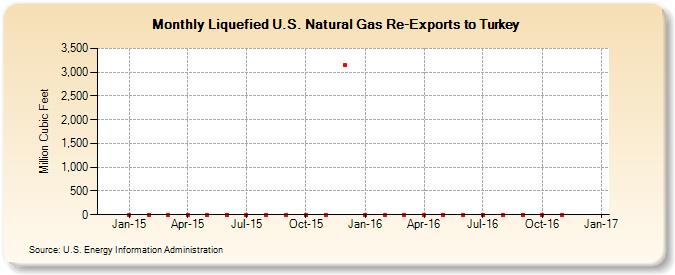 Monthly Liquefied U.S. Natural Gas Re-Exports to Turkey
Million Cubic Feet
3,500
3,000
2,500
2,000
1,500
1,000
500
0
Jan-15 Apr-15 Jul-15 Oct-15 Jan-16 Apr-16 Jul-16 Oct-16 Jan-17
Source: U.S. Energy Information Administration